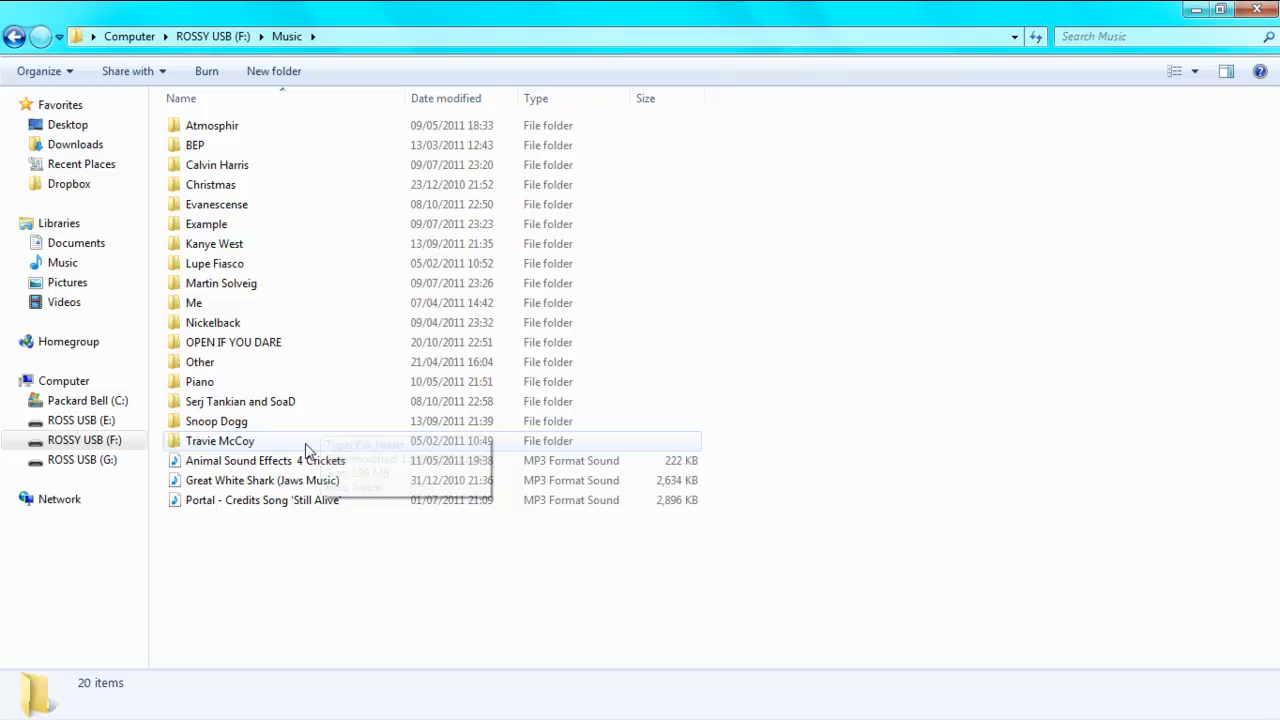 Computer ROSSY USB (F:) Music Search Music
Organize Share with Burn New folder
Name Date modified Type Size
Favorites
Desktop
Downloads
Recent Places
Dropbox
Libraries
Documents
Music
Pictures
Videos
Homegroup
Computer
Packard Bell (C:)
ROSS USB (E:)
ROSSY USB (F:)
ROSS USB (G:)
Network
Atmosphir 09/05/2011 18:33 File folder
BEP 13/03/2011 12:43 File folder
Calvin Harris 09/07/2011 23:20 File folder
Christmas 23/12/2010 21:52 File folder
Evanescense 08/10/2011 22:50 File folder
Example 09/07/2011 23:23 File folder
Kanye West 13/09/2011 21:35 File folder
Lupe Fiasco 05/02/2011 10:52 File folder
Martin Solveig 09/07/2011 23:26 File folder
Me 07/04/2011 14:42 File folder
Nickelback 09/04/2011 23:32 File folder
OPEN IF YOU DARE 20/10/2011 22:51 File folder
Other 21/04/2011 16:04 File folder
Piano 10/05/2011 21:51 File folder
Serj Tankian and SoaD 08/10/2011 22:58 File folder
Snoop Dogg 13/09/2011 21:39 File folder
Travie McCoy 05/02/2011 10:49 File folder
Animal Sound Effects 4 Crickets 11/05/2011 19:38 MP3 Format Sound 222 KB
Great White Shark (Jaws Music) 31/12/2010 21:36 MP3 Format Sound 2,634 KB
Portal - Credits Song 'Still Alive' 01/07/2011 21:09 MP3 Format Sound 2,896 KB
Type: File folder
20 items